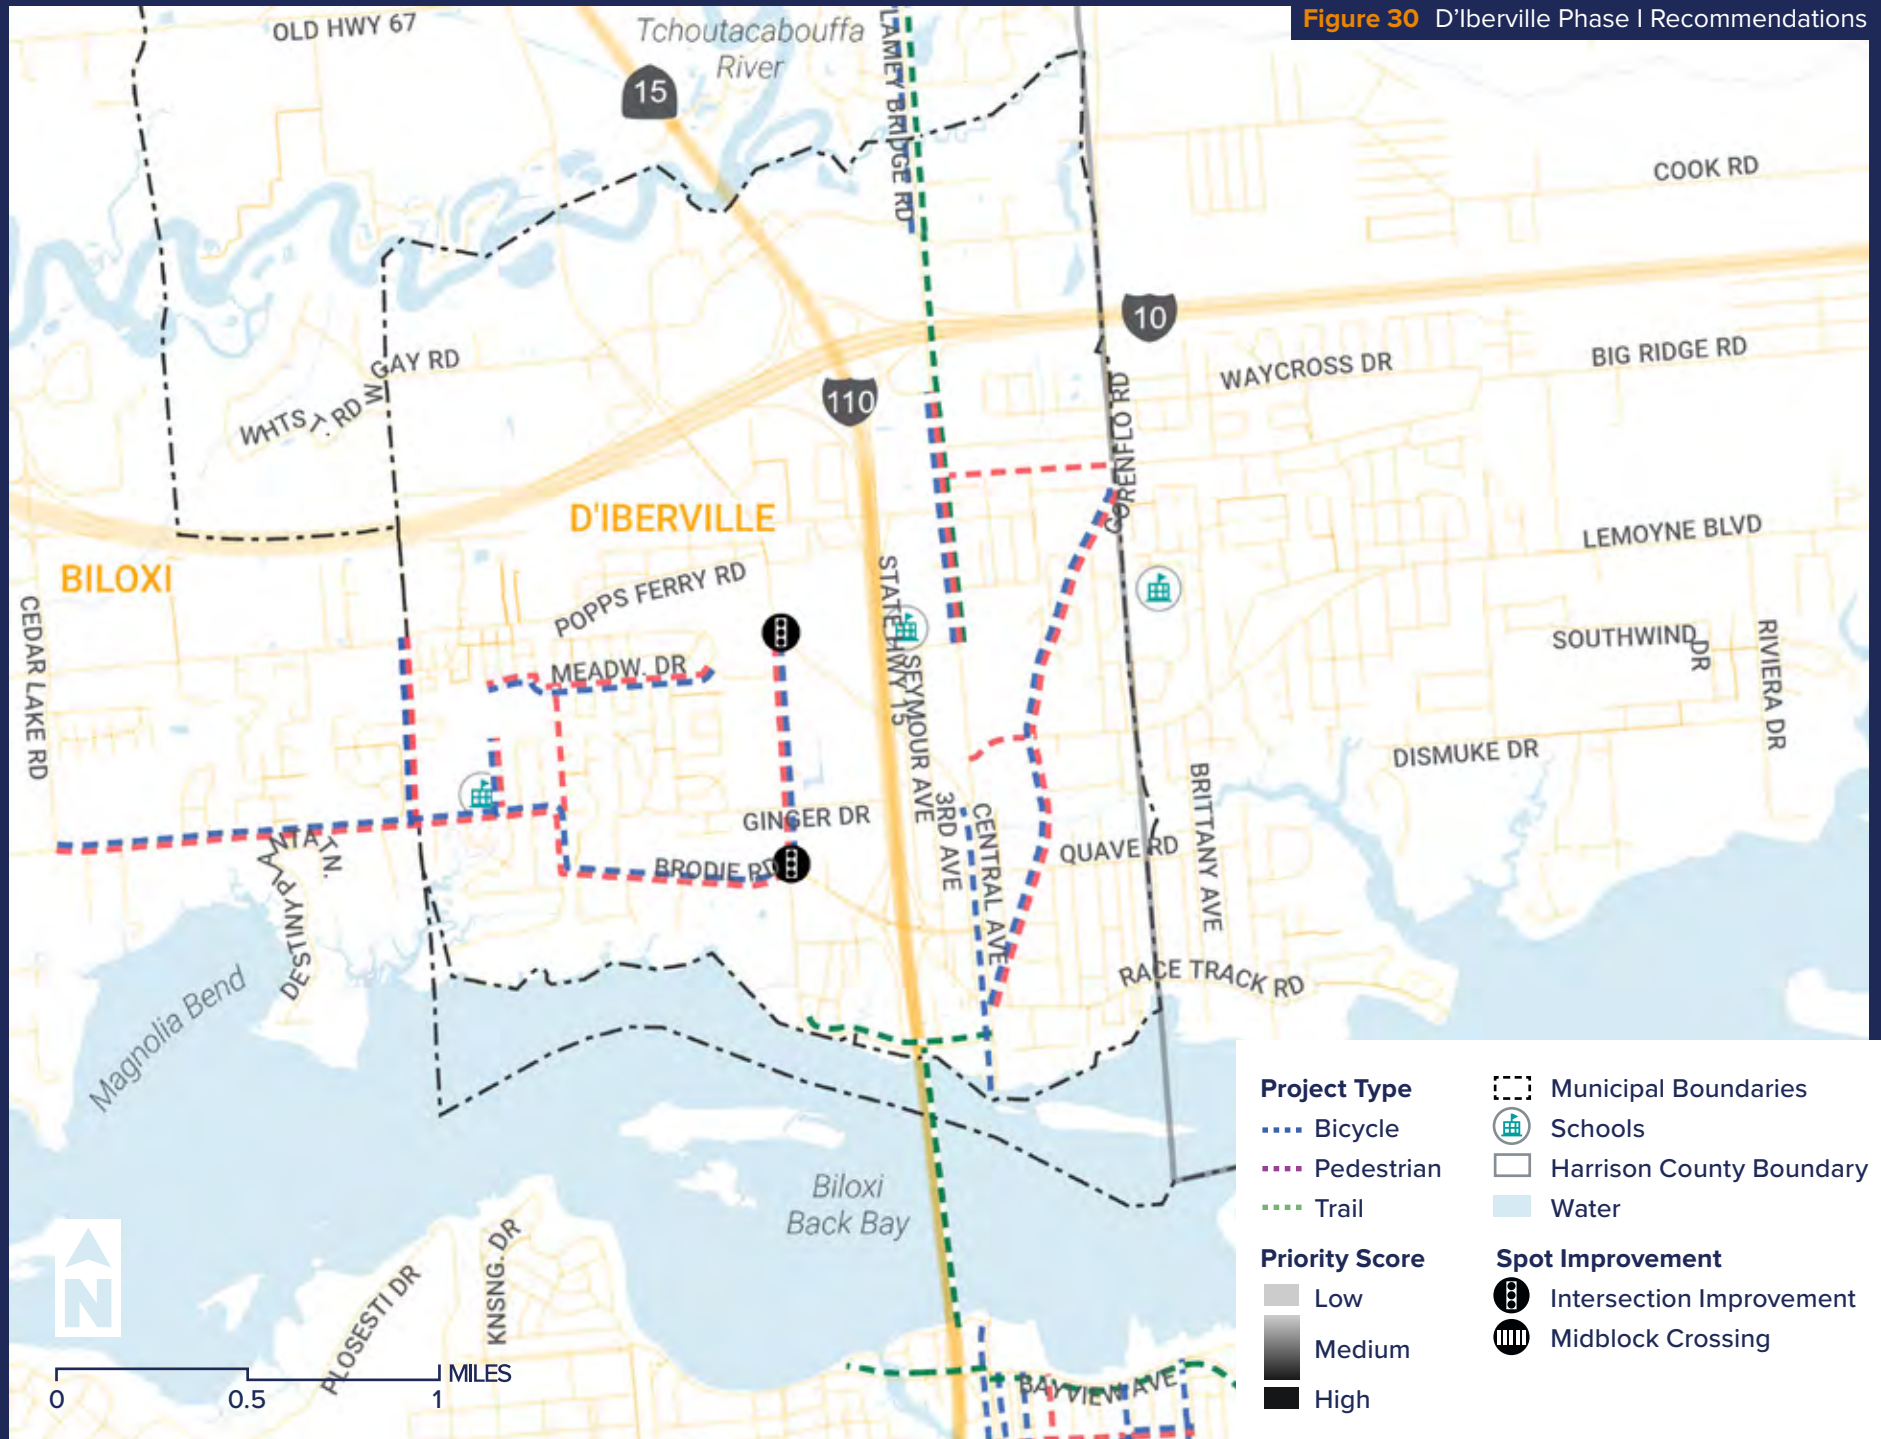 Figure 30 D'Iberville Phase I Recommendations
OLD HWY 67
Tchoutacabouffa
River
LAMEY BRIDGE RD
15
COOK RD
10
GAY RD
W
WHTS T. RD
WAYCROSS DR
BIG RIDGE RD
110
GORENFLO RD
D'IBERVILLE
BILOXI
LEMOYNE BLVD
POPPS FERRY RD
STATE HWY 15
CEDAR LAKE RD
MEADW. DR
SEYMOUR AVE
SOUTHWIND DR
RIVIERA DR
DISMUKE DR
GINGER DR
3RD AVE
CENTRAL AVE
QUAVE RD
BRITTANY AVE
BRODIE RD
DESTINY PLANTATN.
RACE TRACK RD
Magnolia Bend
Biloxi
Back Bay
PLOSESTI DR
KNSNG. DR
BAYVIEW AVE
N
0 0.5 1 MILES
Project Type
Bicycle
Pedestrian
Trail
Priority Score
Low
Medium
High
Municipal Boundaries
Schools
Harrison County Boundary
Water
Spot Improvement
Intersection Improvement
Midblock Crossing